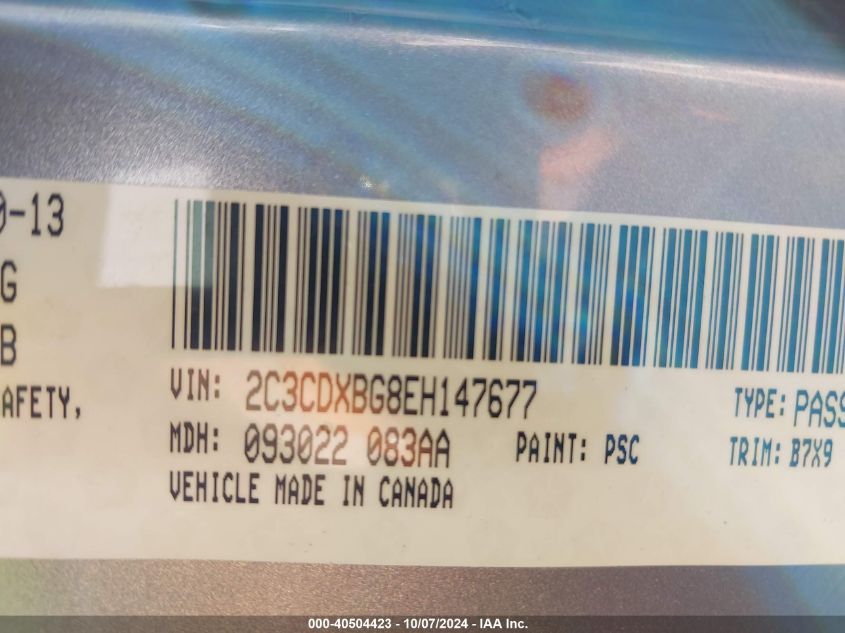 0-13
G
B
AFETY,
VIN: 2C3CDXBG8EH147677
TYPE: PASS
MDH: 093022 083AA PAINT: PSC TRIM: B7X9
VEHICLE MADE IN CANADA
000-40504423 - 10/07/2024 - IAA Inc.